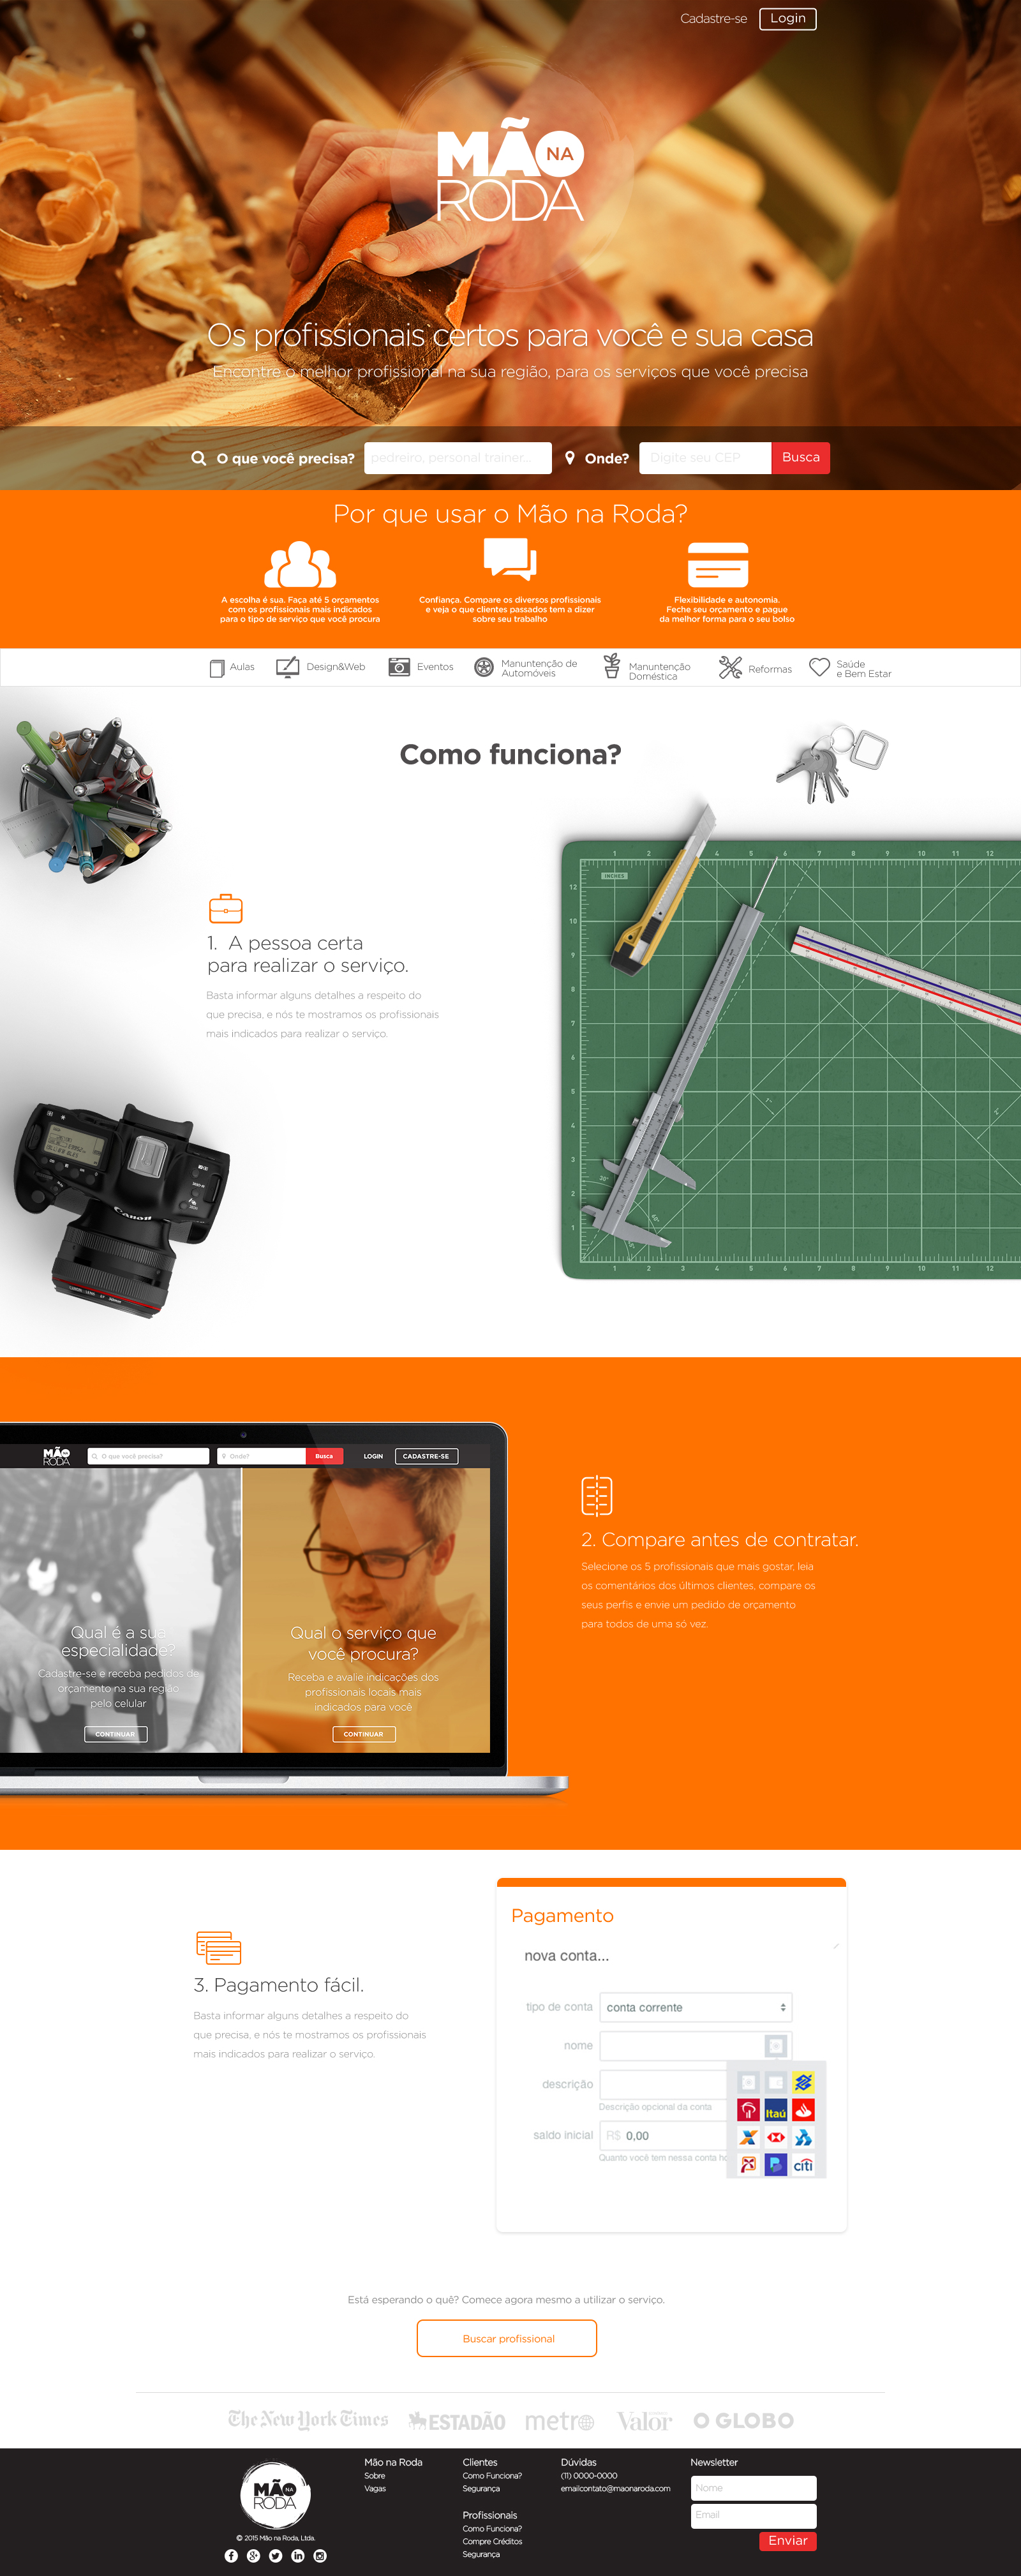 Cadastre-se
Login
MÃO NA
RODA
Os profissionais certos para você e sua casa
Encontre o melhor profissional na sua região, para os serviços que você precisa
O que você precisa?
pedreiro, personal trainer...
Onde?
Digite seu CEP
Busca
Por que usar o Mão na Roda?
A escolha é sua. Faça até 5 orçamentos
com os profissionais mais indicados
para o tipo de serviço que você procura
Confiança. Compare os diversos profissionais
e veja o que clientes passados tem a dizer
sobre seu trabalho
Flexibilidade e autonomia.
Feche seu orçamento e pague
da melhor forma para o seu bolso
Aulas
Design&Web
Eventos
Manuntenção de
Automóveis
Manuntenção
Doméstica
Reformas
Saúde
e Bem Estar
Como funciona?
1. A pessoa certa
para realizar o serviço.
Basta informar alguns detalhes a respeito do
que precisa, e nós te mostramos os profissionais
mais indicados para realizar o serviço.
INCHES
Canon
MÃO NA
RODA
O que você precisa?
Onde?
Busca
LOGIN
CADASTRE-SE
Qual é a sua
especialidade?
Cadastre-se e receba pedidos de
orçamento na sua região
pelo celular
CONTINUAR
Qual o serviço que
você procura?
Receba e avalie indicações dos
profissionais locais mais
indicados para você
CONTINUAR
2. Compare antes de contratar.
Selecione os 5 profissionais que mais gostar, leia
os comentários dos últimos clientes, compare os
seus perfis e envie um pedido de orçamento
para todos de uma só vez.
3. Pagamento fácil.
Basta informar alguns detalhes a respeito do
que precisa, e nós te mostramos os profissionais
mais indicados para realizar o serviço.
Pagamento
nova conta...
tipo de conta
conta corrente
nome
descrição
Descrição opcional da conta
saldo inicial
R$ 0,00
Quanto você tem nessa conta
Itaú
citi
Está esperando o quê? Comece agora mesmo a utilizar o serviço.
Buscar profissional
The New York Times
ESTADÃO
metro
Valor
O GLOBO
MÃO NA
RODA
© 2015 Mão na Roda, Ltda.
Mão na Roda
Sobre
Vagas
Clientes
Como Funciona?
Segurança
Profissionais
Como Funciona?
Compre Créditos
Segurança
Dúvidas
(11) 0000-0000
emailcontato@maonaroda.com
Newsletter
Nome
Email
Enviar